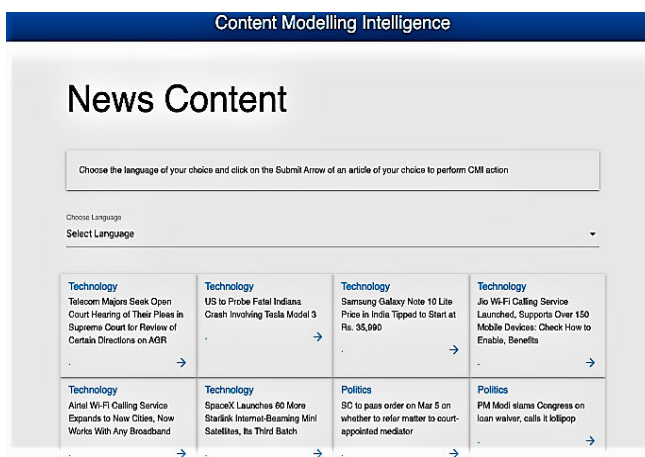 Content Modelling Intelligence
News Content
Choose the language of your choice and click on the Submit Arrow of an article of your choice to perform CMI action
Choose Language
Select Language
Technology
Telecom Majors Seek Open
Court Hearing of Their Pleas in
Supreme Court for Review of
Certain Directions on AGR
.
Technology
US to Probe Fatal Indiana
Crash Involving Tesla Model 3
.
Technology
Samsung Galaxy Note 10 Lite
Price in India Tipped to Start at
Rs. 35,990
.
Technology
Jio Wi-Fi Calling Service
Launched, Supports Over 150
Mobile Devices: Check How to
Enable, Benefits
.
Technology
Airtel Wi-Fi Calling Service
Expands to New Cities, Now
Works With Any Broadband
Technology
SpaceX Launches 60 More
Starlink Internet-Beaming Mini
Satellites, Its Third Batch
Politics
SC to pass order on Mar 5 on
whether to refer matter to court-
appointed mediator
Politics
PM Modi slams Congress on
loan waiver, calls it lollipop
.